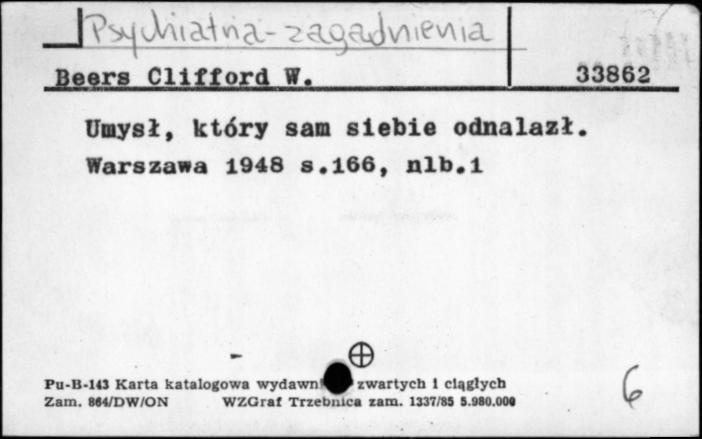 Psychiatria - zagadnienia
Beers Clifford W. 33862
Umysł, który sam siebie odnalazł.
Warszawa 1948 s.166, nlb.1
Pu-B-143 Karta katalogowa wydawn zwartych i ciągłych
Zam. 864/DW/ON WZGraf Trzebnica zam. 1337/85 5.980.000
6